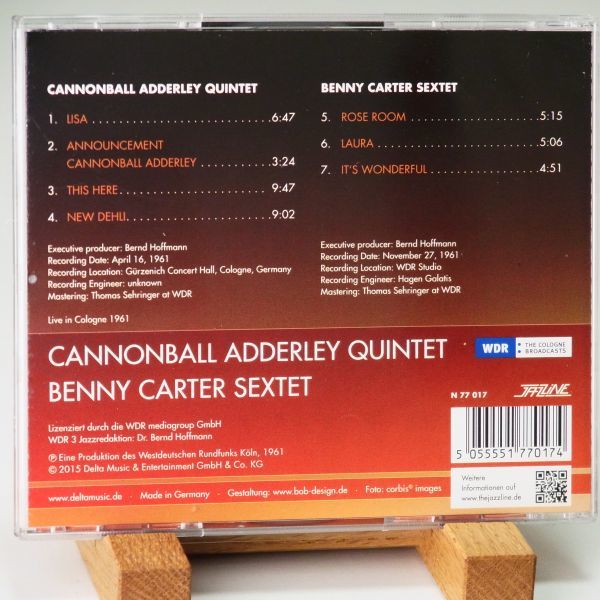 CANNONBALL ADDERLEY QUINTET
1. LISA 6:47
2. ANNOUNCEMENT
CANNONBALL ADDERLEY 3:24
3. THIS HERE 9:47
4. NEW DEHLI 9:02
Executive producer: Bernd Hoffmann
Recording Date: April 16, 1961
Recording Location: Gürzenich Concert Hall, Cologne, Germany
Recording Engineer: unknown
Mastering: Thomas Sehringer at WDR
Live in Cologne 1961
BENNY CARTER SEXTET
5. ROSE ROOM 5:15
6. LAURA 5:06
7. IT'S WONDERFUL 4:51
Executive producer: Bernd Hoffmann
Recording Date: November 27, 1961
Recording Location: WDR Studio
Recording Engineer: Hagen Golatis
Mastering: Thomas Sehringer at WDR
CANNONBALL ADDERLEY QUINTET
BENNY CARTER SEXTET
WDR THE COLOGNE
BROADCASTS
N 77 017
JAZZLINE
Lizenziert durch die WDR mediagroup GmbH
WDR 3 Jazzredaktion: Dr. Bernd Hoffmann
℗ Eine Produktion des Westdeutschen Rundfunks Köln, 1961
© 2015 Delta Music & Entertainment GmbH & Co. KG
5 055551 770174
Weitere
Informationen auf
www.thejazzline.de
www.deltamusic.de · Made in Germany · Gestaltung: www.bob-design.de · Foto: corbis® images